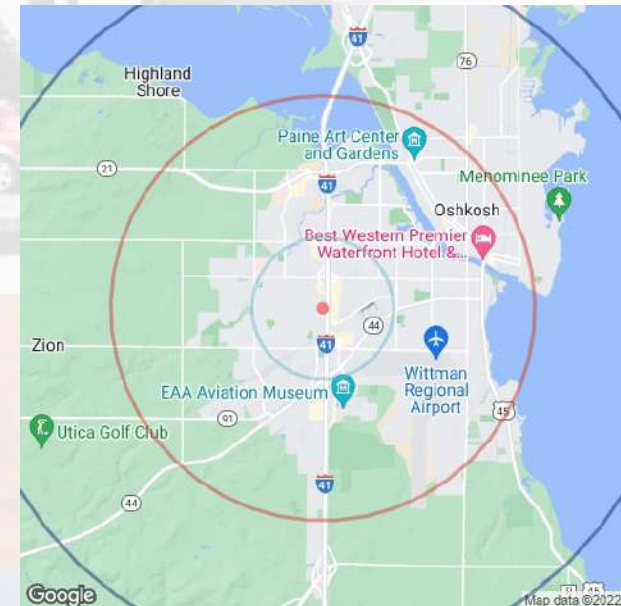 41
76
Highland
Shore
Paine Art Center
and Gardens
21
41
Menominee Park
Oshkosh
Best Western Premier
Waterfront Hotel &...
44
Zion
41
Wittman
Regional
Airport
EAA Aviation Museum
91
45
Utica Golf Club
41
44
Google
45
Map data ©2022